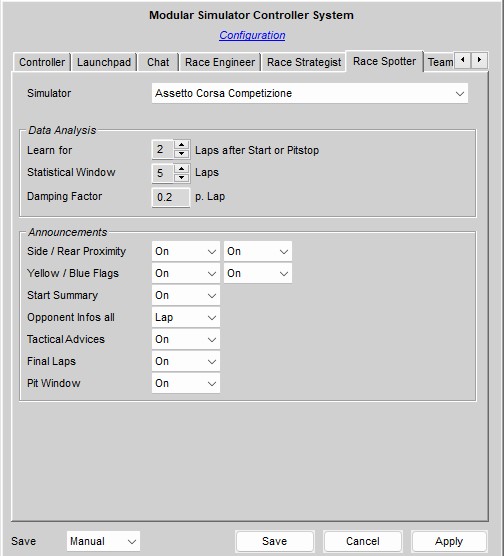 Modular Simulator Controller System
Configuration
Controller Launchpad Chat Race Engineer Race Strategist Race Spotter Team
Simulator Assetto Corsa Competizione
Data Analysis
Learn for 2 Laps after Start or Pitstop
Statistical Window 5 Laps
Damping Factor 0.2 p. Lap
Announcements
Side / Rear Proximity On On
Yellow / Blue Flags On On
Start Summary On
Opponent Infos all Lap
Tactical Advices On
Final Laps On
Pit Window On
Save Manual Save Cancel Apply